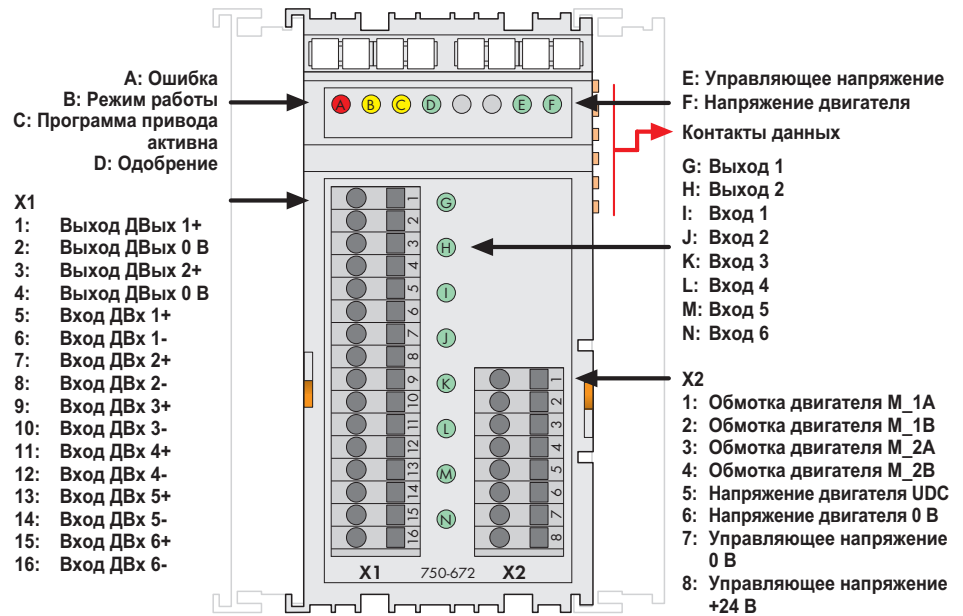 A: Ошибка
B: Режим работы
C: Программа привода
активна
D: Одобрение
A B C D E F
E: Управляющее напряжение
F: Напряжение двигателя
Контакты данных
X1
1: Выход ДВых 1+
2: Выход ДВых 0 В
3: Выход ДВых 2+
4: Выход ДВых 0 В
5: Вход ДВх 1+
6: Вход ДВх 1-
7: Вход ДВх 2+
8: Вход ДВх 2-
9: Вход ДВх 3+
10: Вход ДВх 3-
11: Вход ДВх 4+
12: Вход ДВх 4-
13: Вход ДВх 5+
14: Вход ДВх 5-
15: Вход ДВх 6+
16: Вход ДВх 6-
1
2
3
4
5
6
7
8
9
10
11
12
13
14
15
16
G
H
I
J
K
L
M
N
1
2
3
4
5
6
7
8
X1 750-672 X2
G: Выход 1
H: Выход 2
I: Вход 1
J: Вход 2
K: Вход 3
L: Вход 4
M: Вход 5
N: Вход 6
X2
1: Обмотка двигателя M_1A
2: Обмотка двигателя M_1B
3: Обмотка двигателя M_2A
4: Обмотка двигателя M_2B
5: Напряжение двигателя UDC
6: Напряжение двигателя 0 В
7: Управляющее напряжение
0 В
8: Управляющее напряжение
+24 В